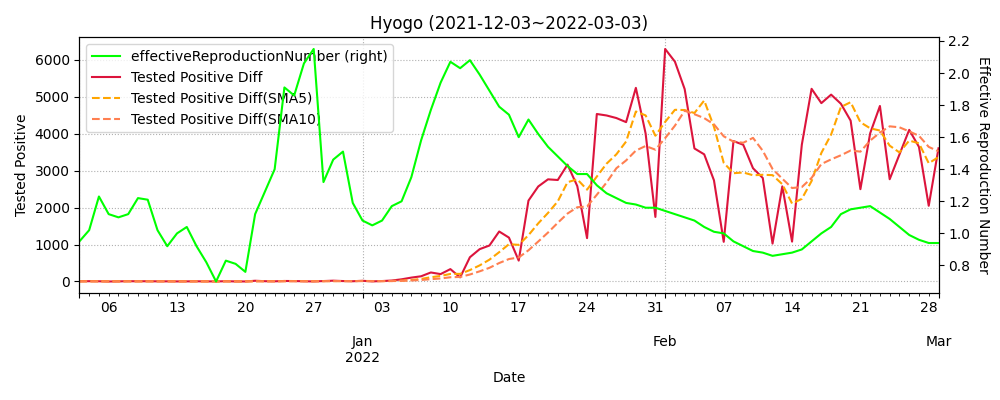 Hyogo (2021-12-03~2022-03-03)
effectiveReproductionNumber (right)
Tested Positive Diff
Tested Positive Diff(SMA5)
Tested Positive Diff(SMA10)
Tested Positive
6000
5000
4000
3000
2000
1000
0
2.2
2.0
1.8
1.6
1.4
1.2
1.0
0.8
Effective Reproduction Number
06 13 20 27 03 10 17 24 31 07 14 21 28
Jan Feb Mar
2022
Date